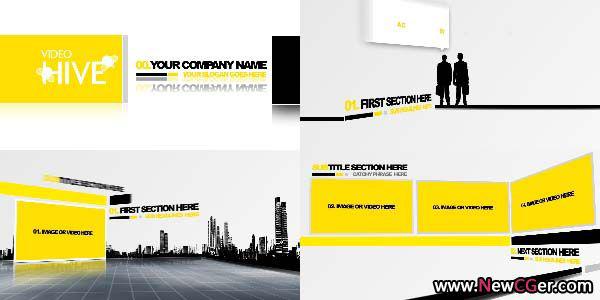 VIDEO
HIVE
00.YOUR COMPANY NAME
YOUR SLOGAN GOES HERE
01. FIRST SECTION HERE
01. FIRST SECTION HERE
01. IMAGE OR VIDEO HERE
SUBTITLE SECTION HERE
CATCHY PHRASE HERE
02. IMAGE OR VIDEO HERE
03. IMAGE OR VIDEO HERE
04. IMAGE OR VIDEO HERE
02. NEXT SECTION HERE
www.NewCGer.com